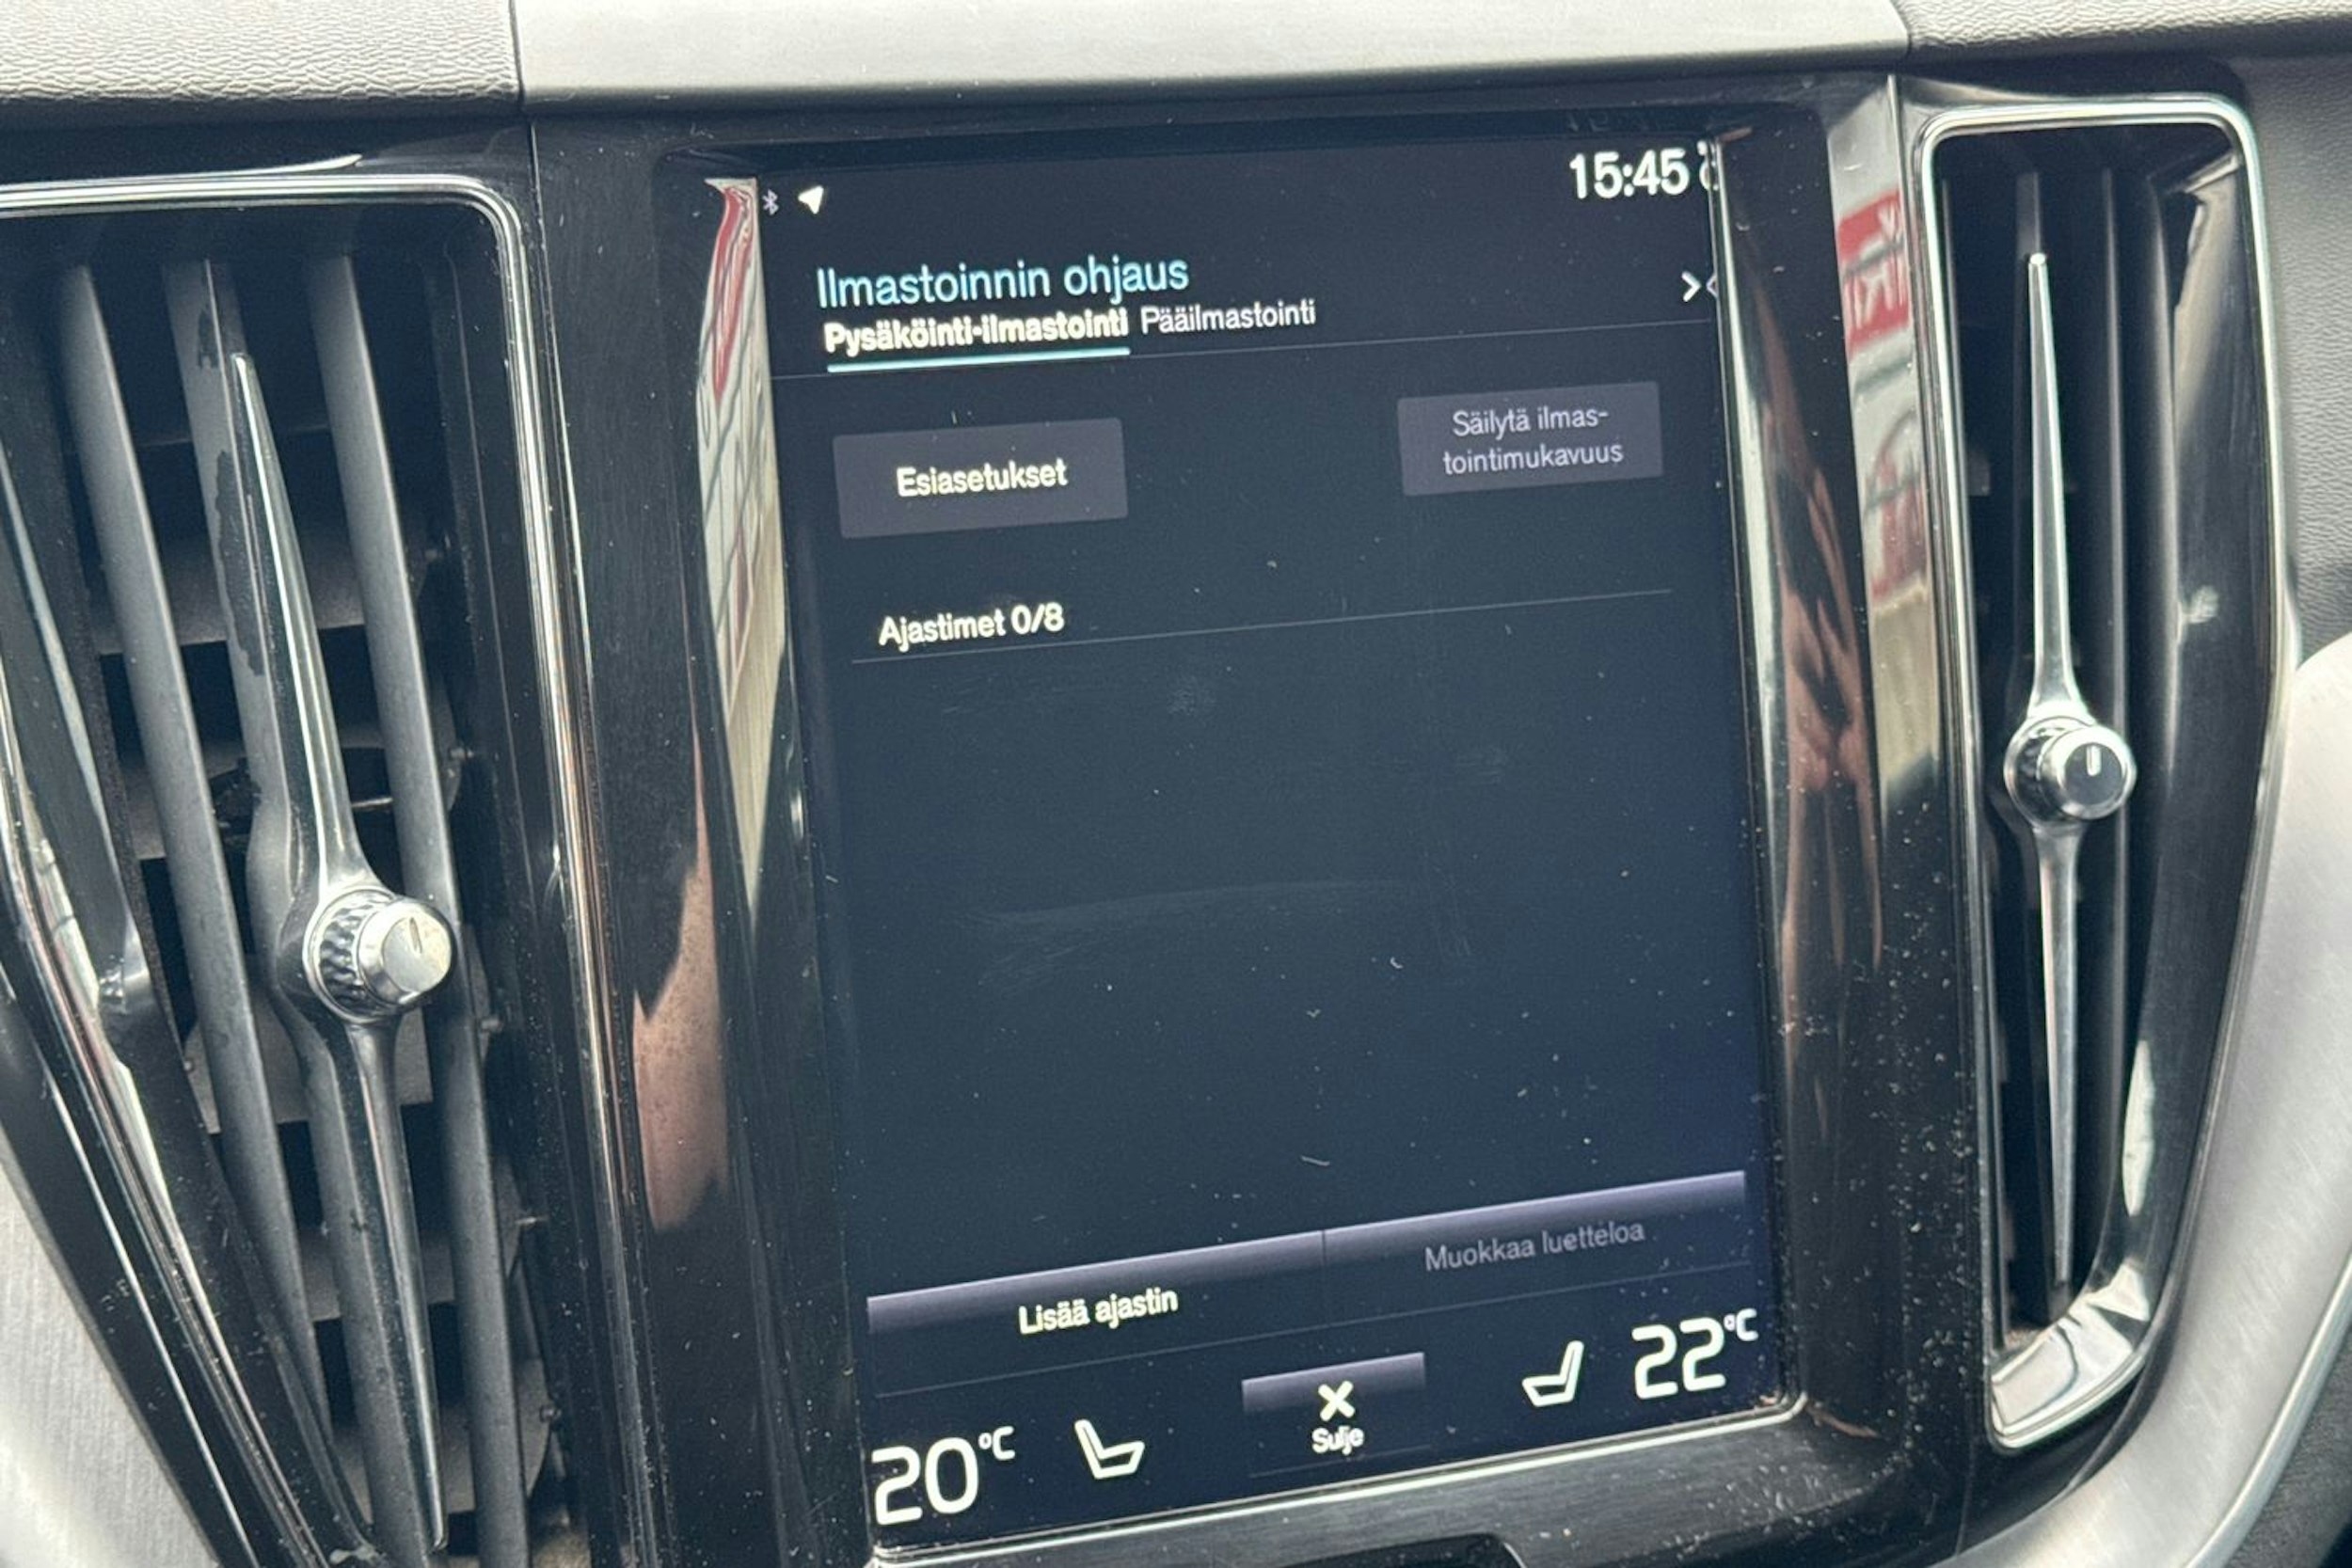 15:45
Ilmastoinnin ohjaus
Pysäköinti-ilmastointi Pääilmastointi
Esiasetukset
Säilytä ilmas-
tointimukavuus
Ajastimet 0/8
Lisää ajastin
Muokkaa luetteloa
20°C
Sulje
22°C